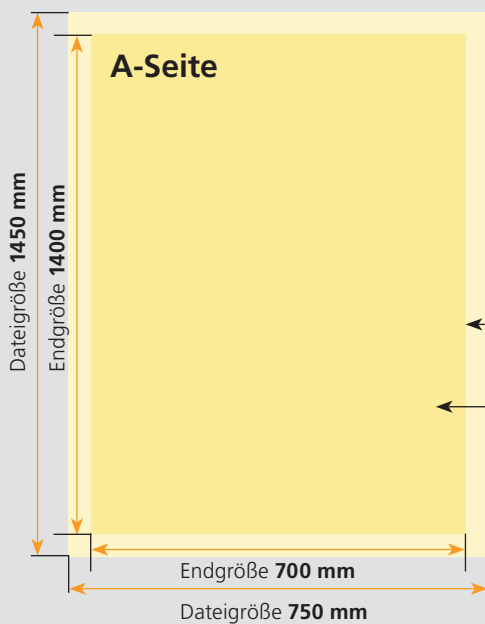 A-Seite
Dateigröße 1450 mm
Endgröße 1400 mm
Endgröße 700 mm
Dateigröße 750 mm